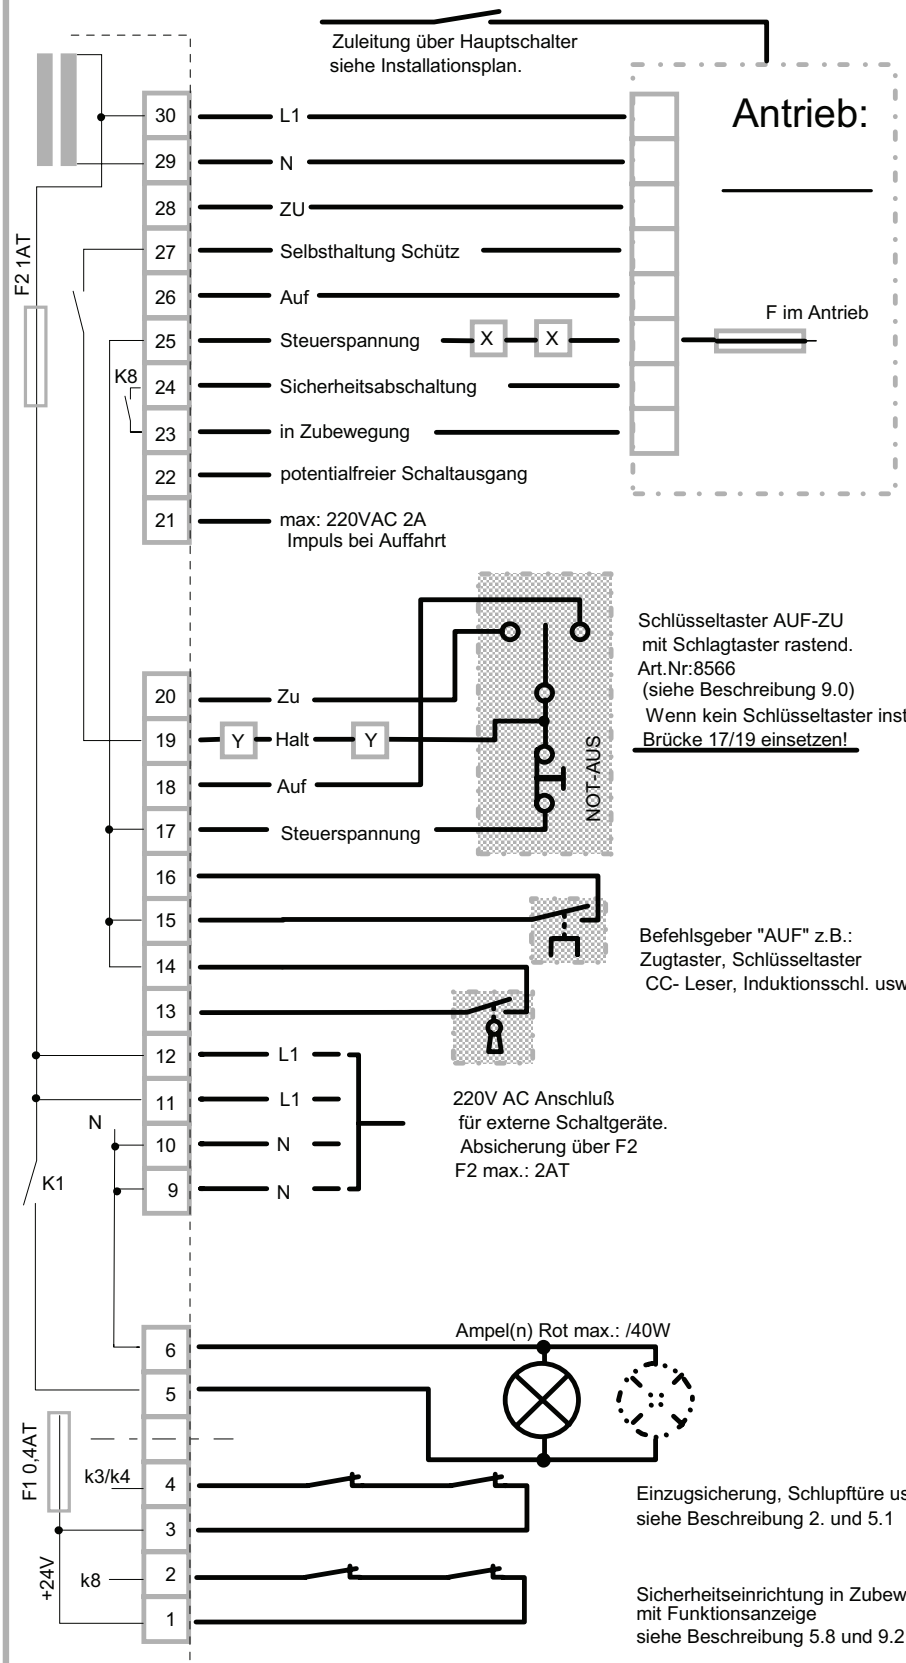 Zuleitung über Hauptschalter
siehe Installationsplan.
Antrieb:
30 L1
29 N
28 ZU
27 Selbsthaltung Schütz
26 Auf
F im Antrieb
25 Steuerspannung X X
K8
24 Sicherheitsabschaltung
23 in Zubewegung
22 potentialfreier Schaltausgang
21 max: 220VAC 2A
Impuls bei Auffahrt
F2 1AT
Schlüsseltaster AUF-ZU
mit Schlagtaster rastend.
Art.Nr:8566
(siehe Beschreibung 9.0)
Wenn kein Schlüsseltaster inst
Brücke 17/19 einsetzen!
20 Zu
19 Y Halt Y
18 Auf
17 Steuerspannung
NOT-AUS
16
15
14
13
Befehlsgeber "AUF" z.B.:
Zugtaster, Schlüsseltaster
CC- Leser, Induktionsschl. usw
12 L1
11 L1
N
10 N
9 N
K1
220V AC Anschluß
für externe Schaltgeräte.
Absicherung über F2
F2 max.: 2AT
Ampel(n) Rot max.: /40W
6
5
F1 0,4AT
k3/k4
4
3
Einzugsicherung, Schlupftüre us
siehe Beschreibung 2. und 5.1
+24V
k8
2
1
Sicherheitseinrichtung in Zubew
mit Funktionsanzeige
siehe Beschreibung 5.8 und 9.2